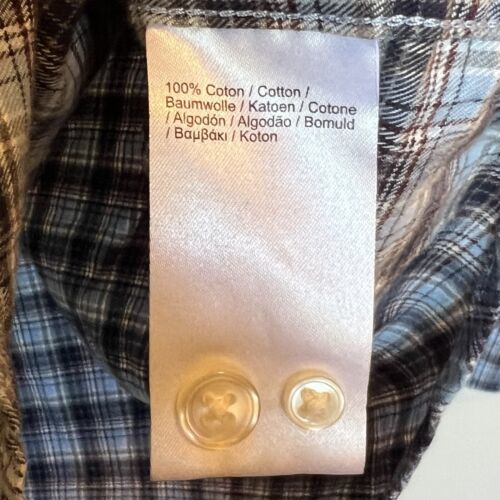 100% Coton / Cotton /
Baumwolle / Katoen / Cotone
/ Algodón / Algodão / Bomuld
/ Βαμβάκι / Koton